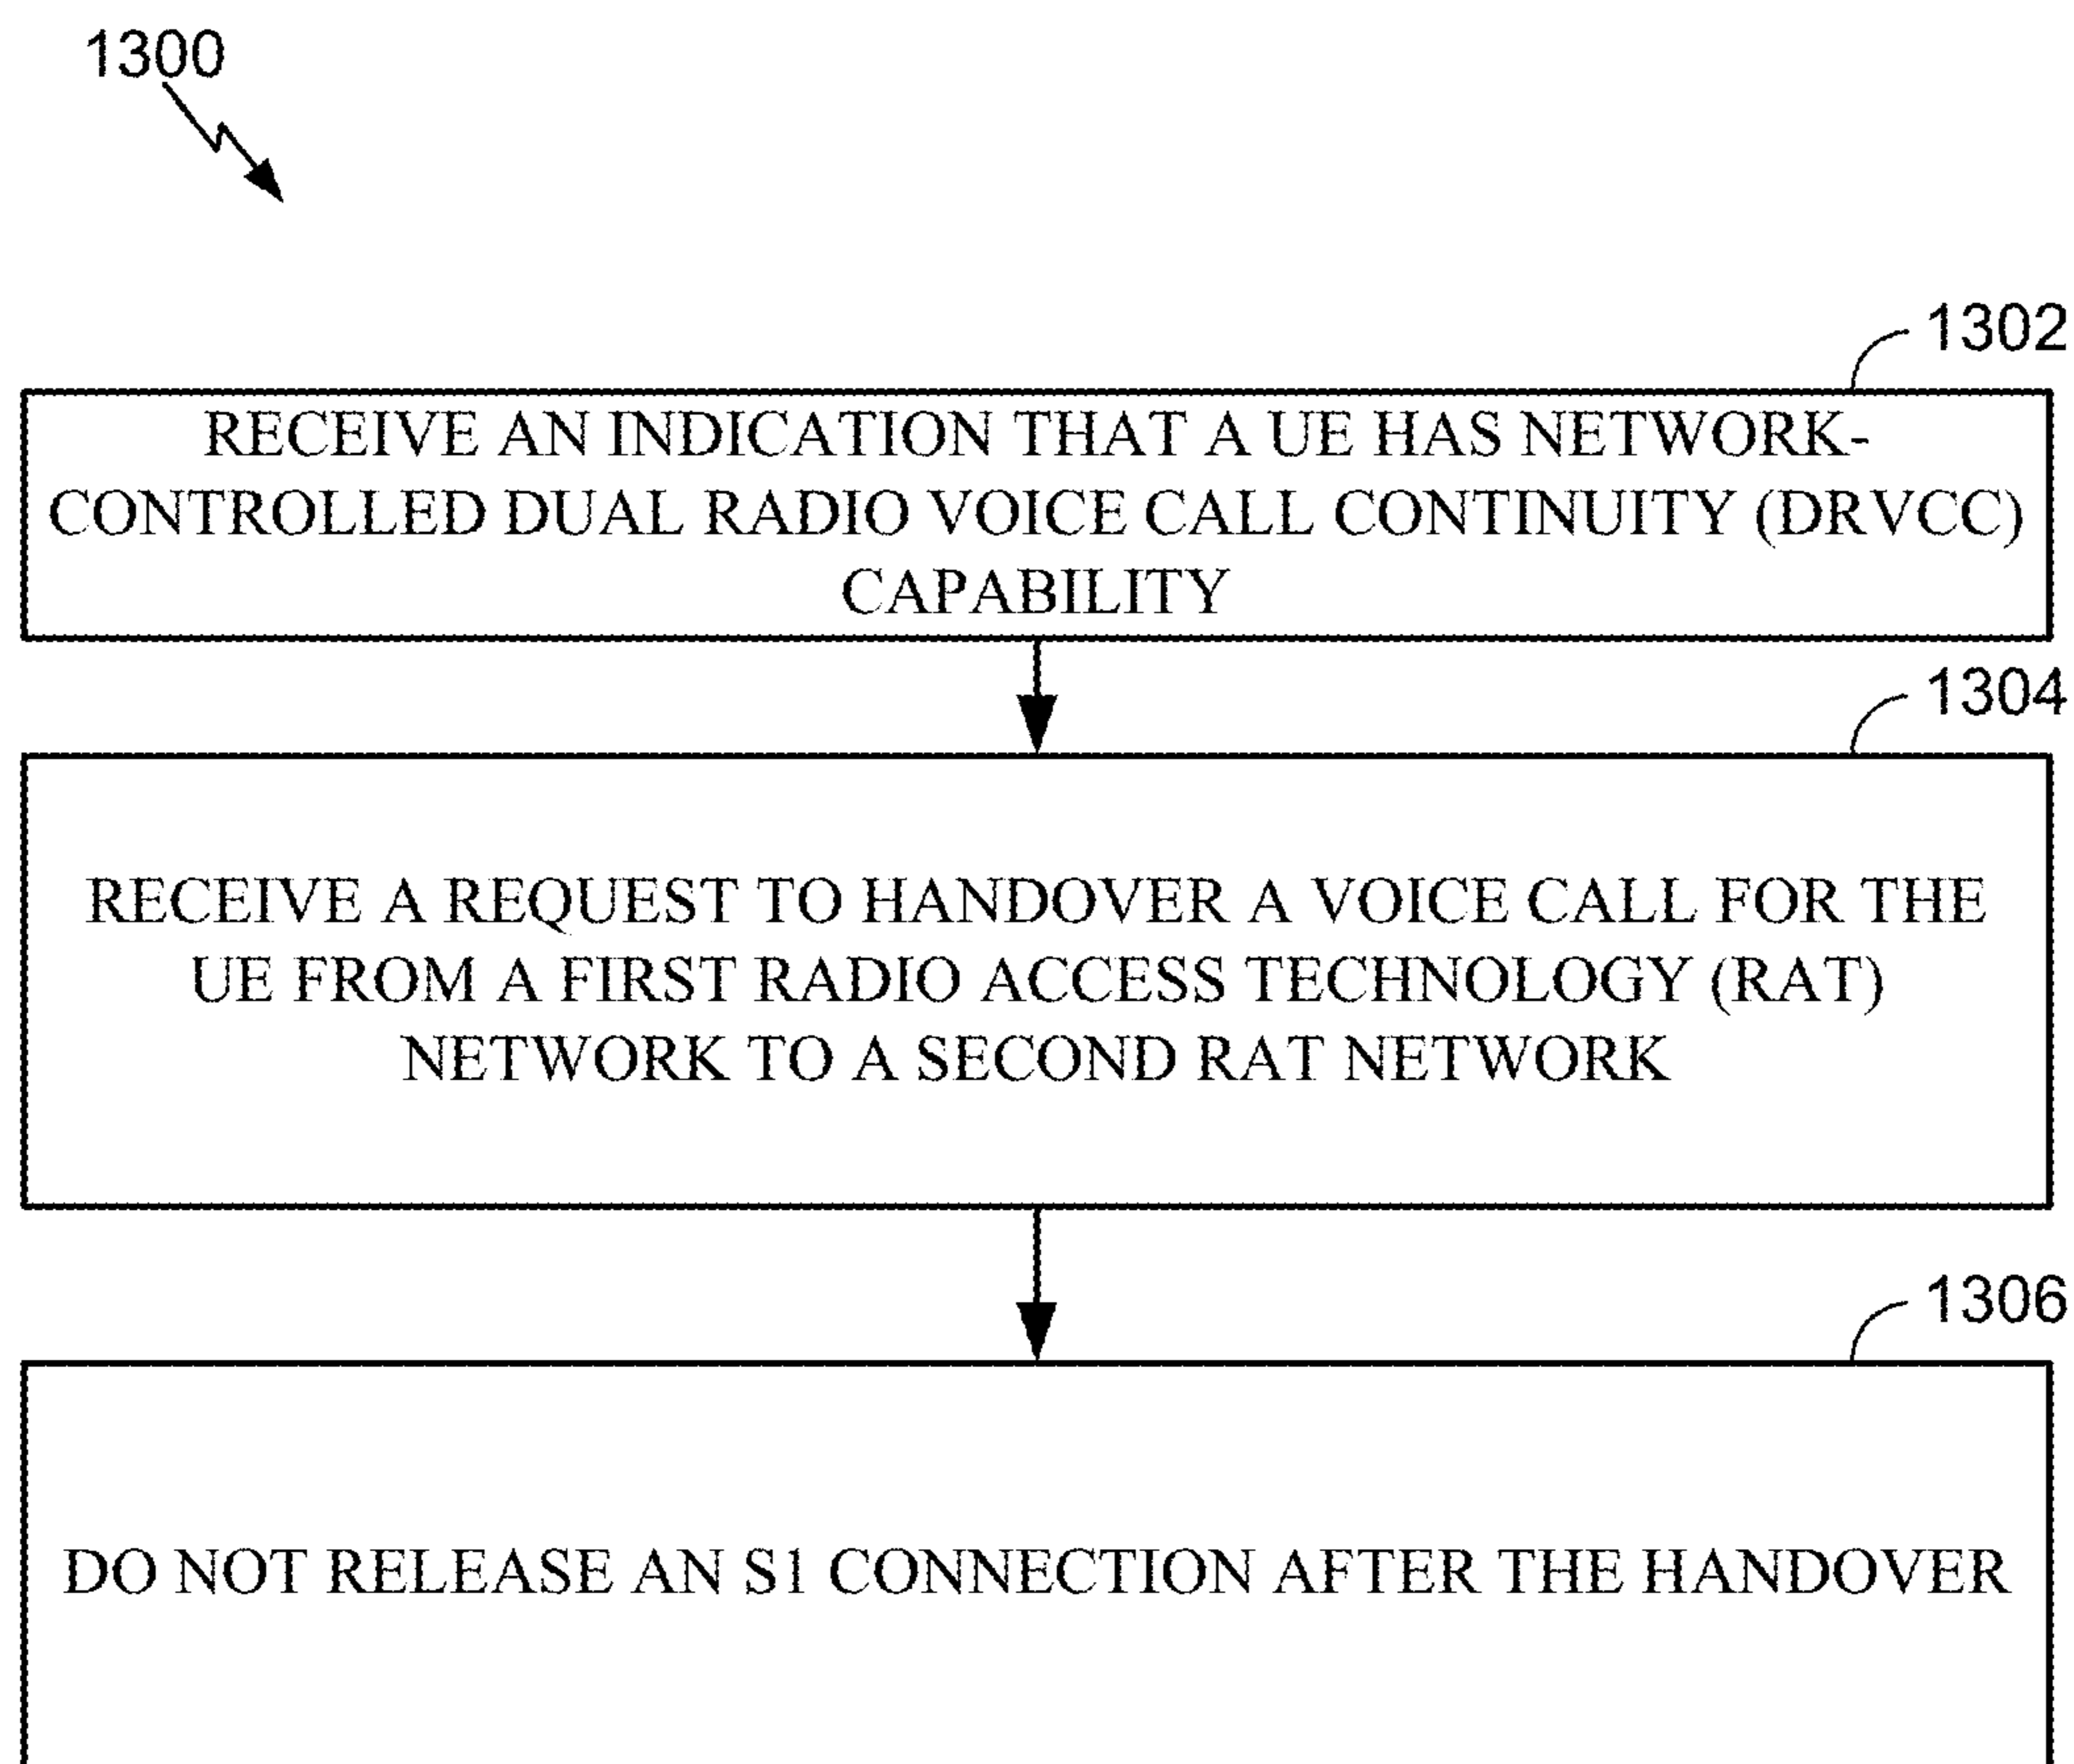 1300
1302
RECEIVE AN INDICATION THAT A UE HAS NETWORK-
CONTROLLED DUAL RADIO VOICE CALL CONTINUITY (DRVCC)
CAPABILITY
1304
RECEIVE A REQUEST TO HANDOVER A VOICE CALL FOR THE
UE FROM A FIRST RADIO ACCESS TECHNOLOGY (RAT)
NETWORK TO A SECOND RAT NETWORK
1306
DO NOT RELEASE AN S1 CONNECTION AFTER THE HANDOVER